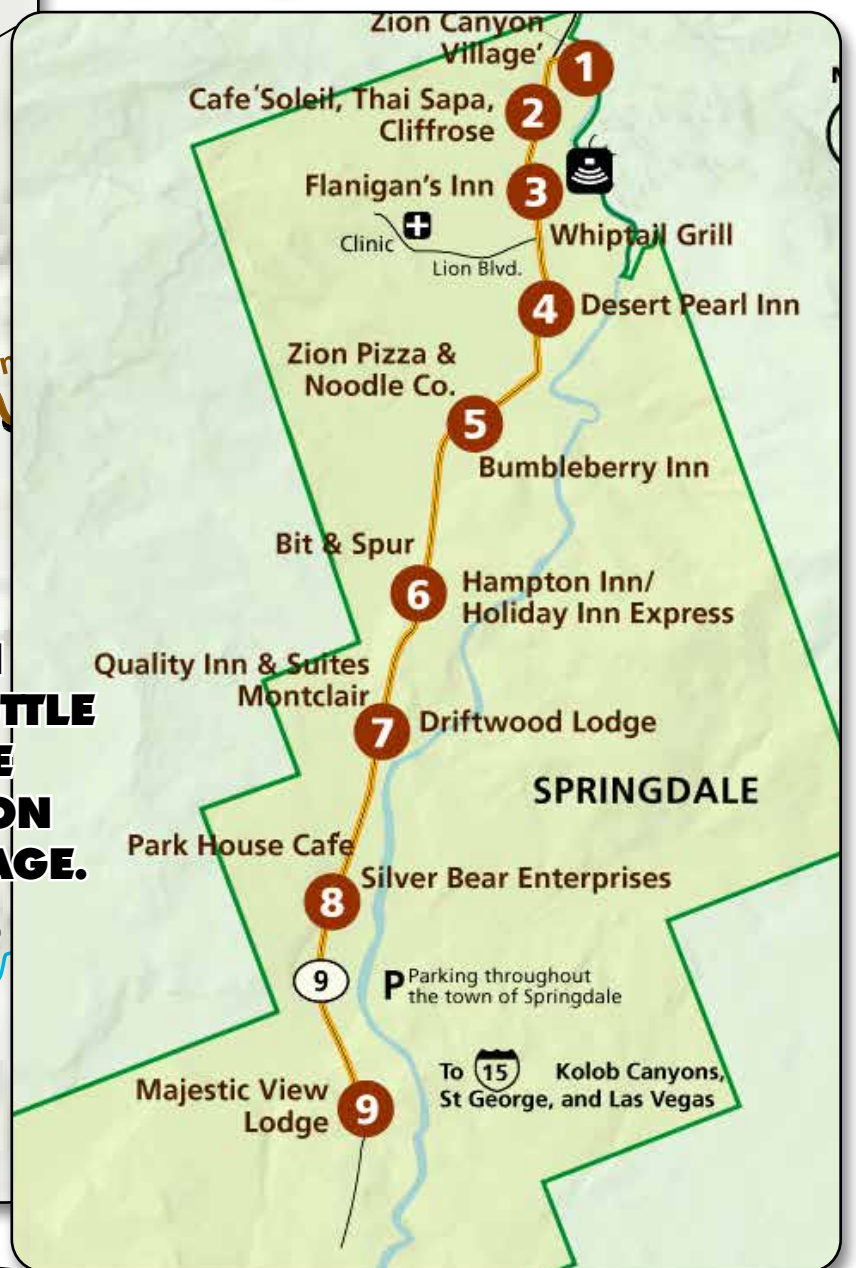 Zion Canyon
Village'
1
Cafe Soleil, Thai Sapa,
Cliffrose
2
Flanigan's Inn
3
Whiptail Grill
Clinic
Lion Blvd.
4
Desert Pearl Inn
Zion Pizza &
Noodle Co.
5
Bumbleberry Inn
Bit & Spur
6
Hampton Inn/
Holiday Inn Express
Quality Inn & Suites
Montclair
7
Driftwood Lodge
TTLE
E
ON
AGE.
SPRINGDALE
Park House Cafe
Silver Bear Enterprises
8
9
P Parking throughout
the town of Springdale
To 15 Kolob Canyons,
St George, and Las Vegas
Majestic View
Lodge
9